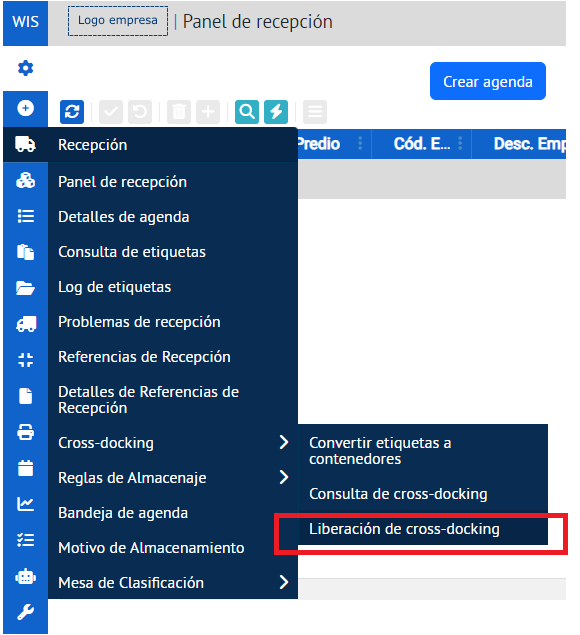 WIS
Logo empresa
| Panel de recepción
Crear agenda
Predio
Cód. E...
Desc. Emp
Recepción
Panel de recepción
Detalles de agenda
Consulta de etiquetas
Log de etiquetas
Problemas de recepción
Referencias de Recepción
Detalles de Referencias de
Recepción
Cross-docking
Reglas de Almacenaje
Bandeja de agenda
Motivo de Almacenamiento
Mesa de Clasificación
Convertir etiquetas a
contenedores
Consulta de cross-docking
Liberación de cross-docking